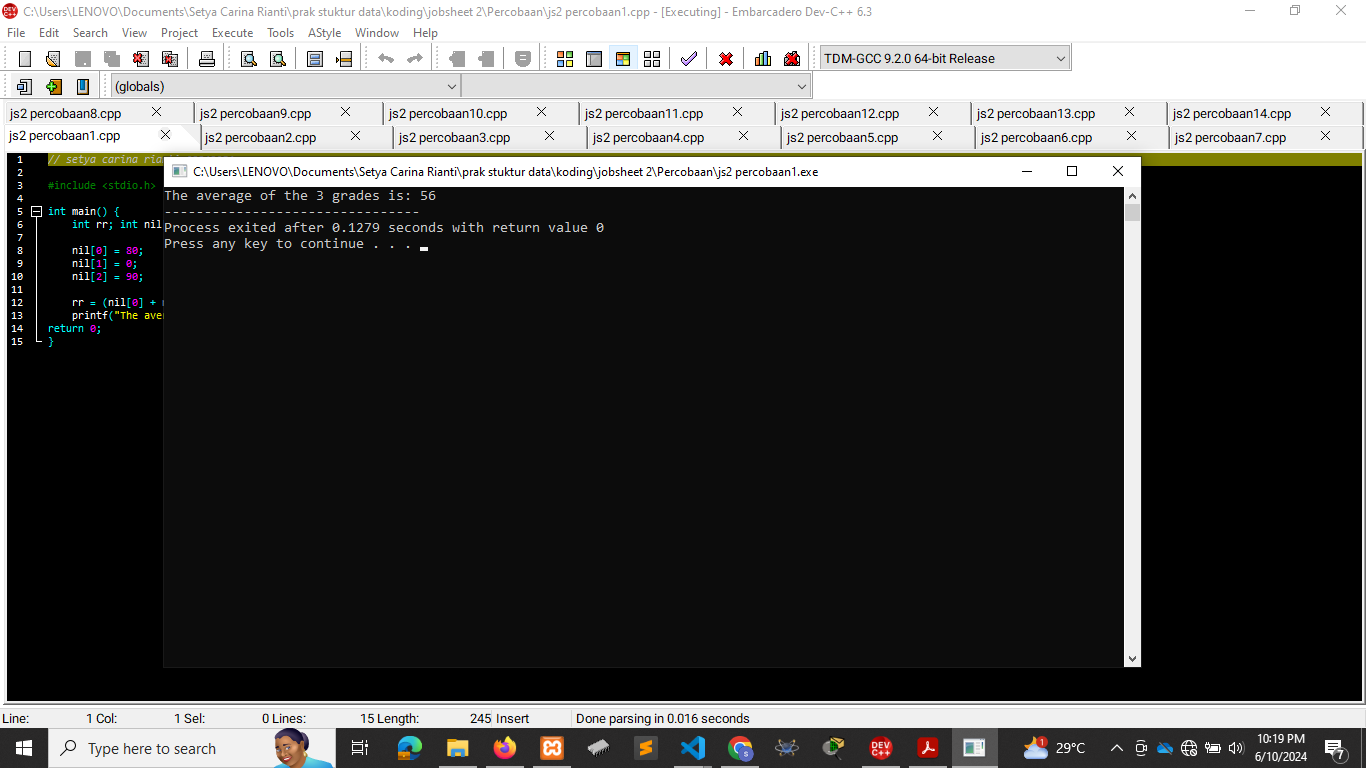 C:\Users\LENOVO\Documents\Setya Carina Rianti\prak stuktur data\koding\jobsheet 2\Percobaan\js2 percobaan1.cpp - [Executing] - Embarcadero Dev-C++ 6.3
File Edit Search View Project Execute Tools AStyle Window Help
TDM-GCC 9.2.0 64-bit Release
(globals)
js2 percobaan8.cpp js2 percobaan9.cpp js2 percobaan10.cpp js2 percobaan11.cpp js2 percobaan12.cpp js2 percobaan13.cpp js2 percobaan14.cpp
js2 percobaan1.cpp js2 percobaan2.cpp js2 percobaan3.cpp js2 percobaan4.cpp js2 percobaan5.cpp js2 percobaan6.cpp js2 percobaan7.cpp
1 // setya carina ria
2
3 #include <stdio.h>
4
5 int main() {
6 int rr; int nil
7
8 nil[0] = 80;
9 nil[1] = 0;
10 nil[2] = 90;
11
12 rr = (nil[0] +
13 printf("The ave
14 return 0;
15 }
C:\Users\LENOVO\Documents\Setya Carina Rianti\prak stuktur data\koding\jobsheet 2\Percobaan\js2 percobaan1.exe
The average of the 3 grades is: 56
--------------------------------
Process exited after 0.1279 seconds with return value 0
Press any key to continue . . .
Line: 1 Col: 1 Sel: 0 Lines: 15 Length: 245 Insert Done parsing in 0.016 seconds
Type here to search
DEV C++
1
29°C
10:19 PM
6/10/2024
7